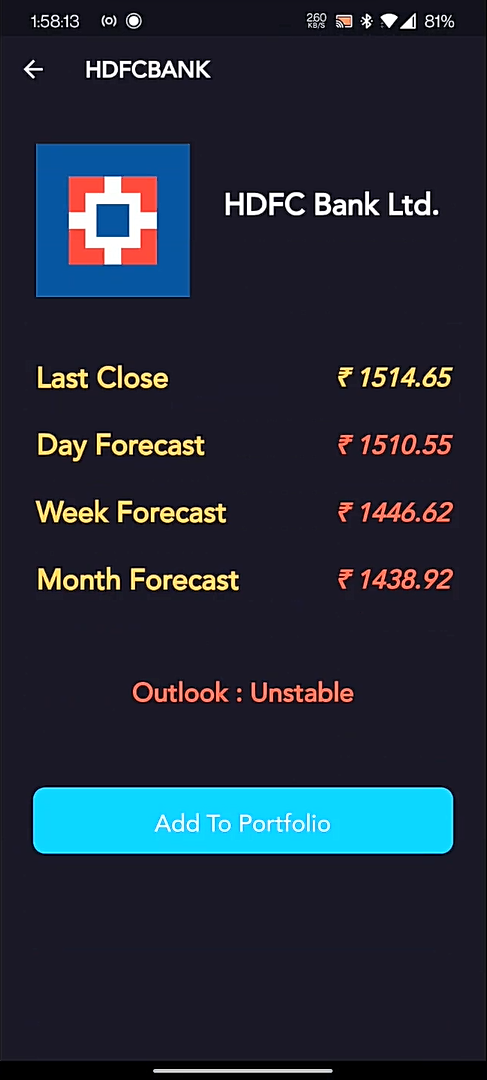 1:58:13 260 KB/S 81%
HDFCBANK
HDFC Bank Ltd.
Last Close ₹ 1514.65
Day Forecast ₹ 1510.55
Week Forecast ₹ 1446.62
Month Forecast ₹ 1438.92
Outlook : Unstable
Add To Portfolio